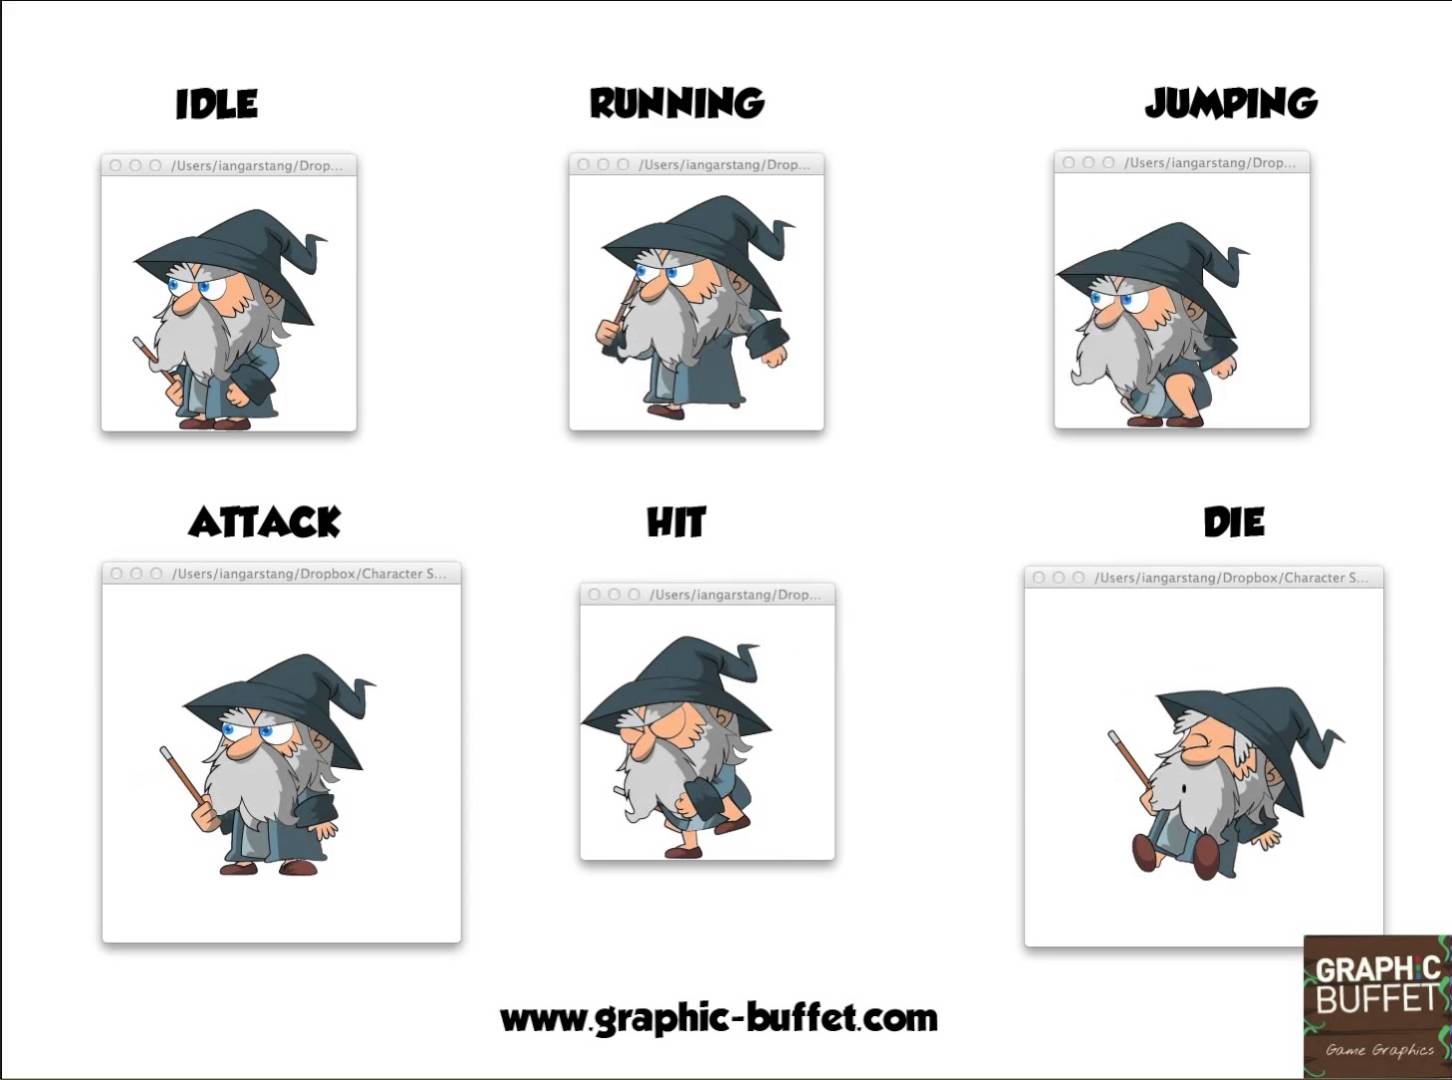 IDLE
RUNNING
JUMPING
/Users/iangarstang/Drop...
/Users/iangarstang/Drop...
/Users/iangarstang/Drop...
ATTACK
HIT
DIE
/Users/iangarstang/Dropbox/Character S...
/Users/iangarstang/Drop...
/Users/iangarstang/Dropbox/Character S...
www.graphic-buffet.com
GRAPHIC
BUFFET
Game Graphics